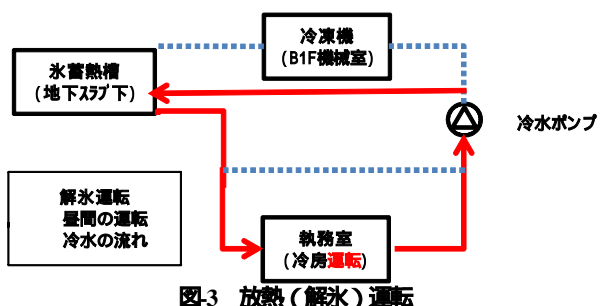 冷凍機
(B1F機械室)
氷蓄熱槽
(地下ｽﾗﾌﾞ下)
冷水ポンプ
解氷運転
昼間の運転
冷水の流れ
執務室
(冷房運転)
図-3 放熱(解氷)運転